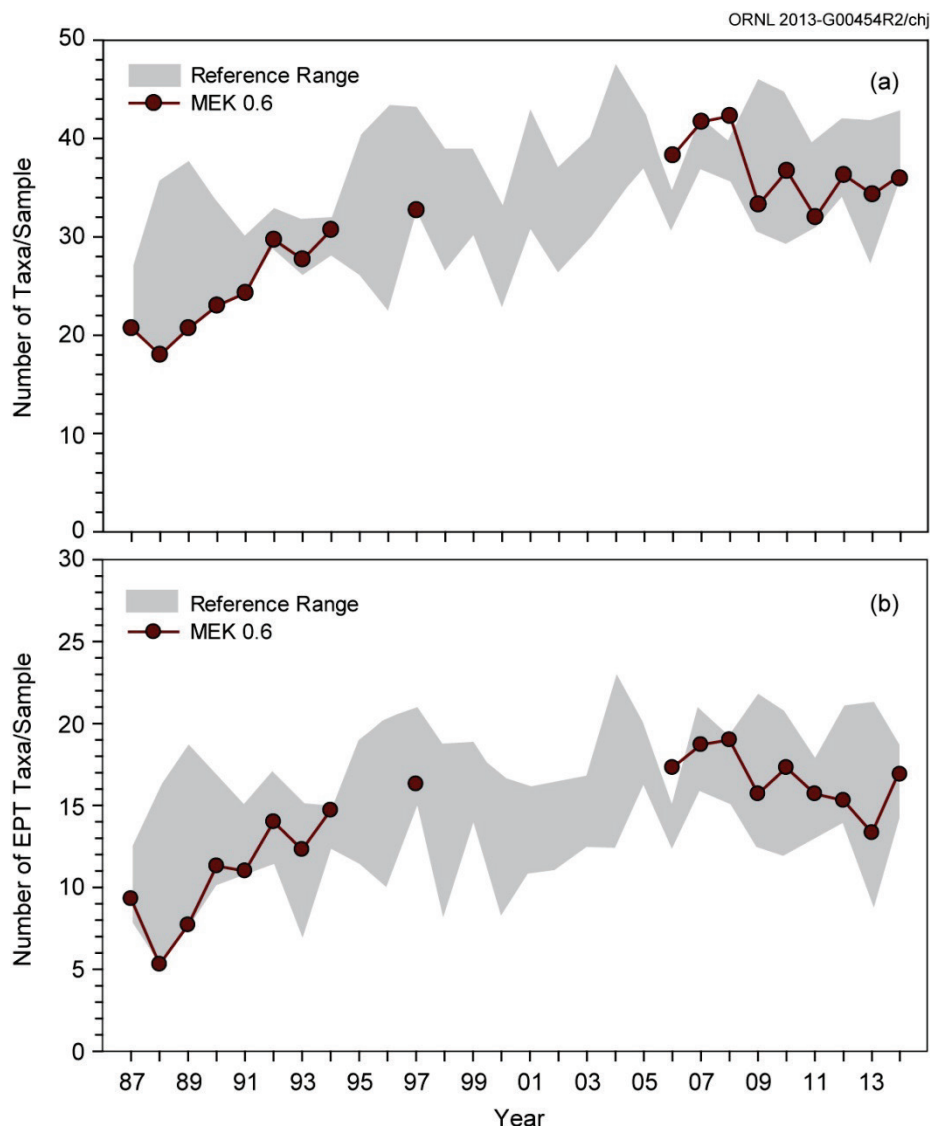 ORNL 2013-G00454R2/chj
50
40
30
20
10
0
Number of Taxa/Sample
Reference Range
MEK 0.6
(a)
30
25
20
15
10
5
0
Number of EPT Taxa/Sample
Reference Range
MEK 0.6
(b)
87 89 91 93 95 97 99 01 03 05 07 09 11 13
Year